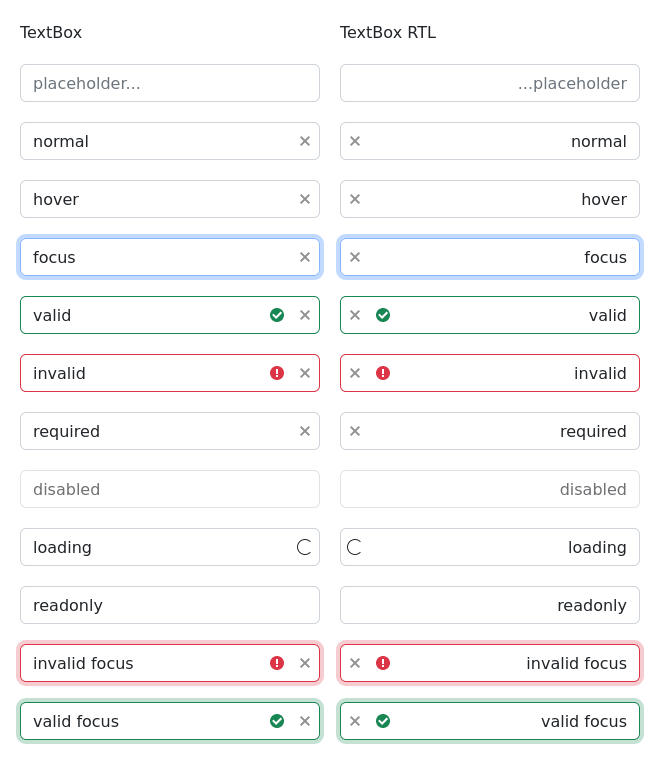 TextBox
placeholder...
normal
hover
focus
valid
invalid
required
disabled
loading
readonly
invalid focus
valid focus
TextBox RTL
...placeholder
normal
hover
focus
valid
invalid
required
disabled
loading
readonly
invalid focus
valid focus